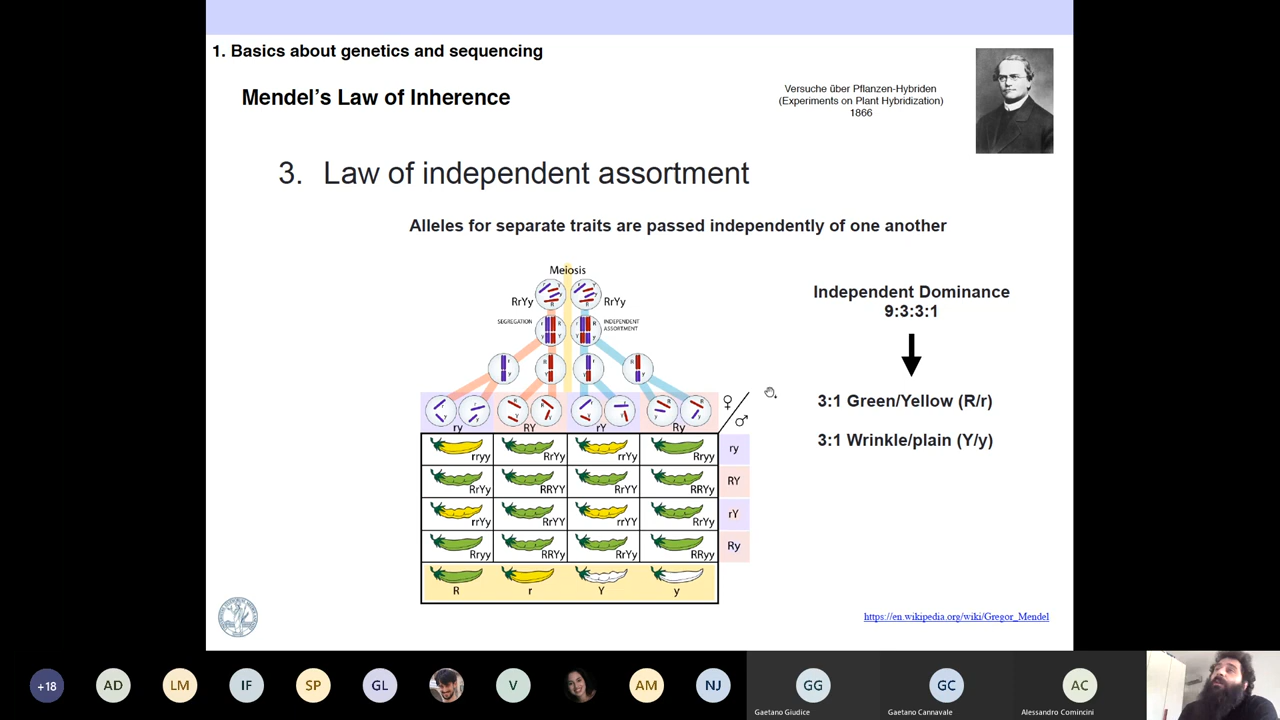 1. Basics about genetics and sequencing
Mendel's Law of Inherence
Versuche über Pflanzen-Hybriden
(Experiments on Plant Hybridization)
1866
3. Law of independent assortment
Alleles for separate traits are passed independently of one another
Meiosis
RrYy RrYy
SEGREGATION INDEPENDENT
ASSORTMENT
ry RY rY Ry
♀/♂
rryy RrYy rrYy Rryy ry
RrYy RRYY RrYY RRYy RY
rrYy RrYY rrYY RrYy rY
Rryy RRYy RrYy RRyy Ry
R r Y y
Independent Dominance
9:3:3:1
3:1 Green/Yellow (R/r)
3:1 Wrinkle/plain (Y/y)
https://en.wikipedia.org/wiki/Gregor_Mendel
+18 AD LM IF SP GL V AM NJ GG GC AC
Gaetano Giudice Gaetano Cannavale Alessandro Comincini